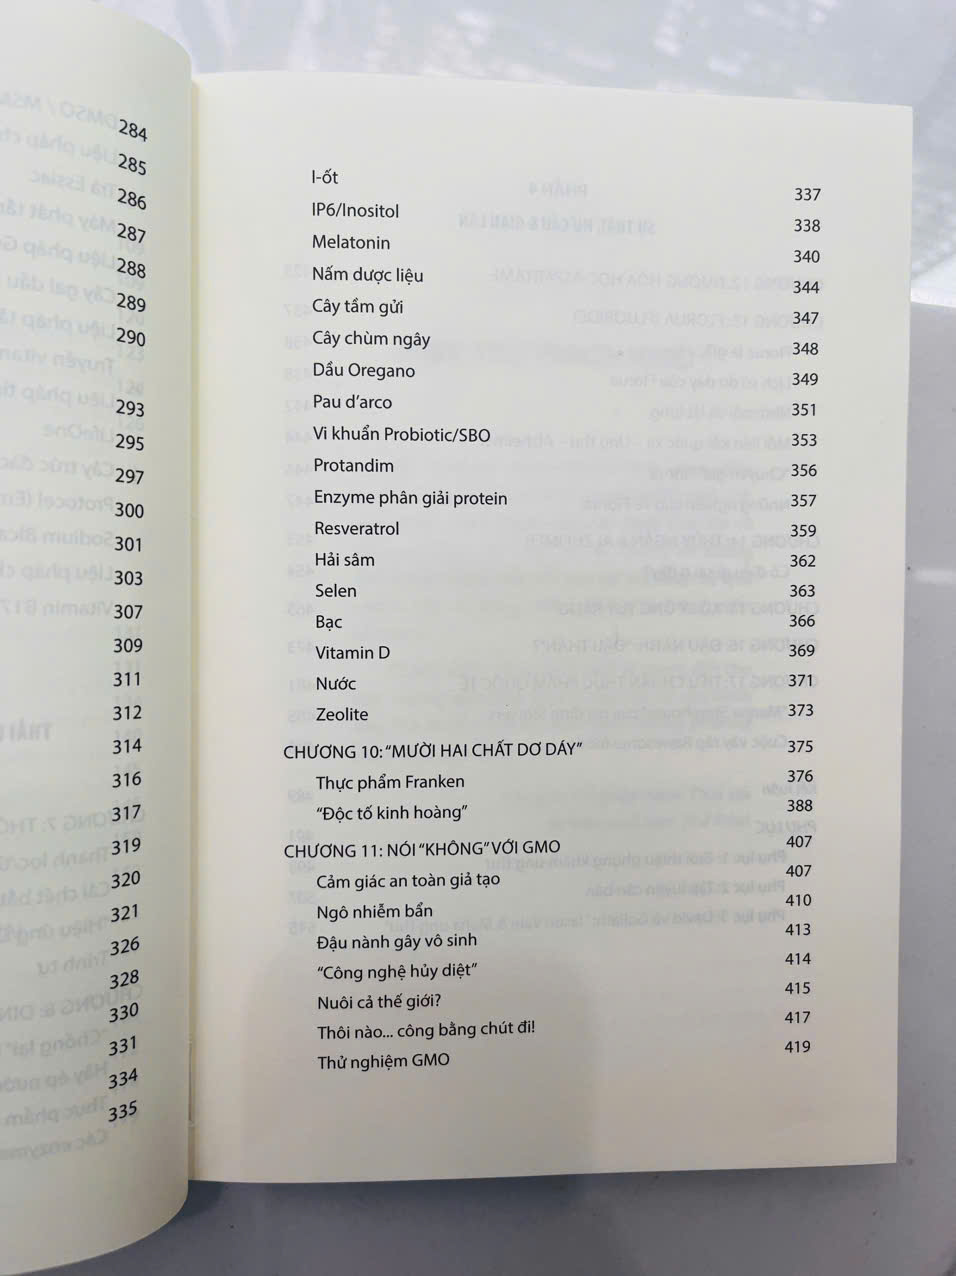 284
285
286
287
288
289
290
293
295
297
300
301
303
307
309
311
312
314
316
317
319
320
321
326
328
330
331
334
335
I-ốt 337
IP6/Inositol 338
Melatonin 340
Nấm dược liệu 344
Cây tầm gửi 347
Cây chùm ngây 348
Dầu Oregano 349
Pau d’arco 351
Vi khuẩn Probiotic/SBO 353
Protandim 356
Enzyme phân giải protein 357
Resveratrol 359
Hải sâm 362
Selen 363
Bạc 366
Vitamin D 369
Nước 371
Zeolite 373
CHƯƠNG 10: “MƯỜI HAI CHẤT DƠ DÁY” 375
Thực phẩm Franken 376
“Độc tố kinh hoàng” 388
CHƯƠNG 11: NÓI “KHÔNG” VỚI GMO 407
Cảm giác an toàn giả tạo 407
Ngô nhiễm bẩn 410
Đậu nành gây vô sinh 413
“Công nghệ hủy diệt” 414
Nuôi cả thế giới? 415
Thôi nào... công bằng chút đi! 417
Thử nghiệm GMO 419